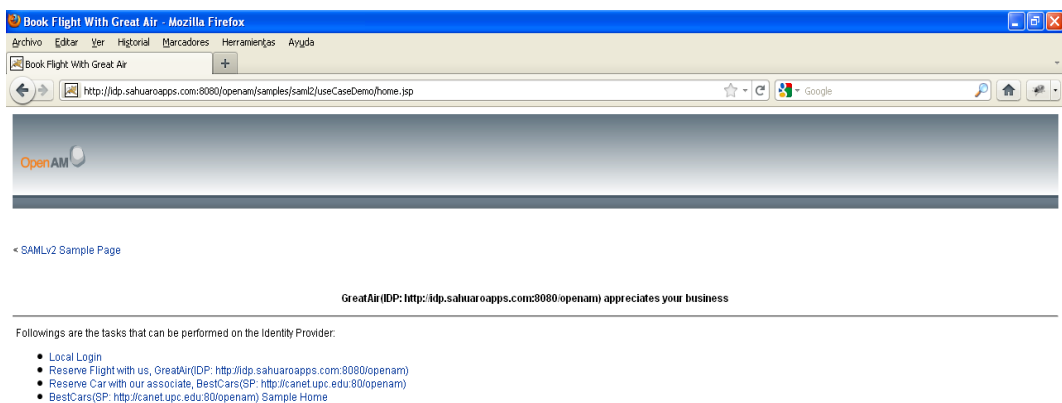 Book Flight With Great Air - Mozilla Firefox
Archivo Editar Ver Historial Marcadores Herramientas Ayuda
Book Flight With Great Air +
http://idp.sahuaroapps.com:8080/openam/samples/saml2/useCaseDemo/home.jsp Google
OpenAM
< SAMLv2 Sample Page
GreatAir(IDP: http://idp.sahuaroapps.com:8080/openam) appreciates your business
Followings are the tasks that can be performed on the Identity Provider:
• Local Login
• Reserve Flight with us, GreatAir(IDP: http://idp.sahuaroapps.com:8080/openam)
• Reserve Car with our associate, BestCars(SP: http://canet.upc.edu:80/openam)
• BestCars(SP: http://canet.upc.edu:80/openam) Sample Home